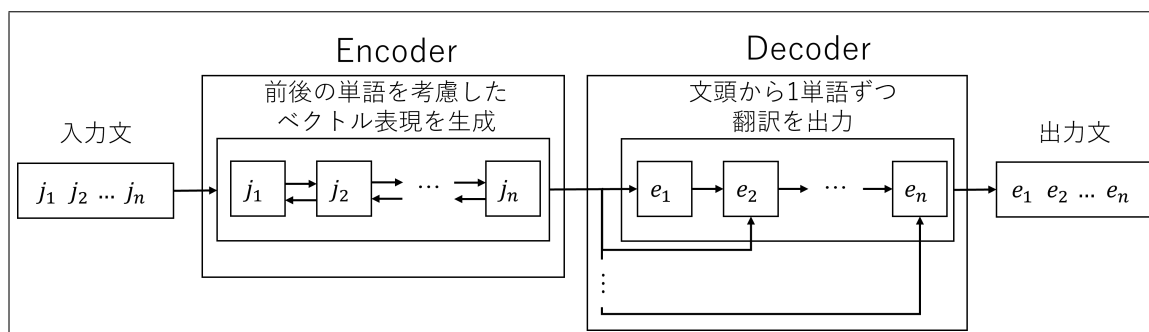 Encoder
Decoder
前後の単語を考慮した
ベクトル表現を生成
文頭から1単語ずつ
翻訳を出力
入力文
出力文
j₁ j₂ … jₙ
j₁
j₂
…
jₙ
e₁
e₂
…
eₙ
e₁ e₂ … eₙ
⋮